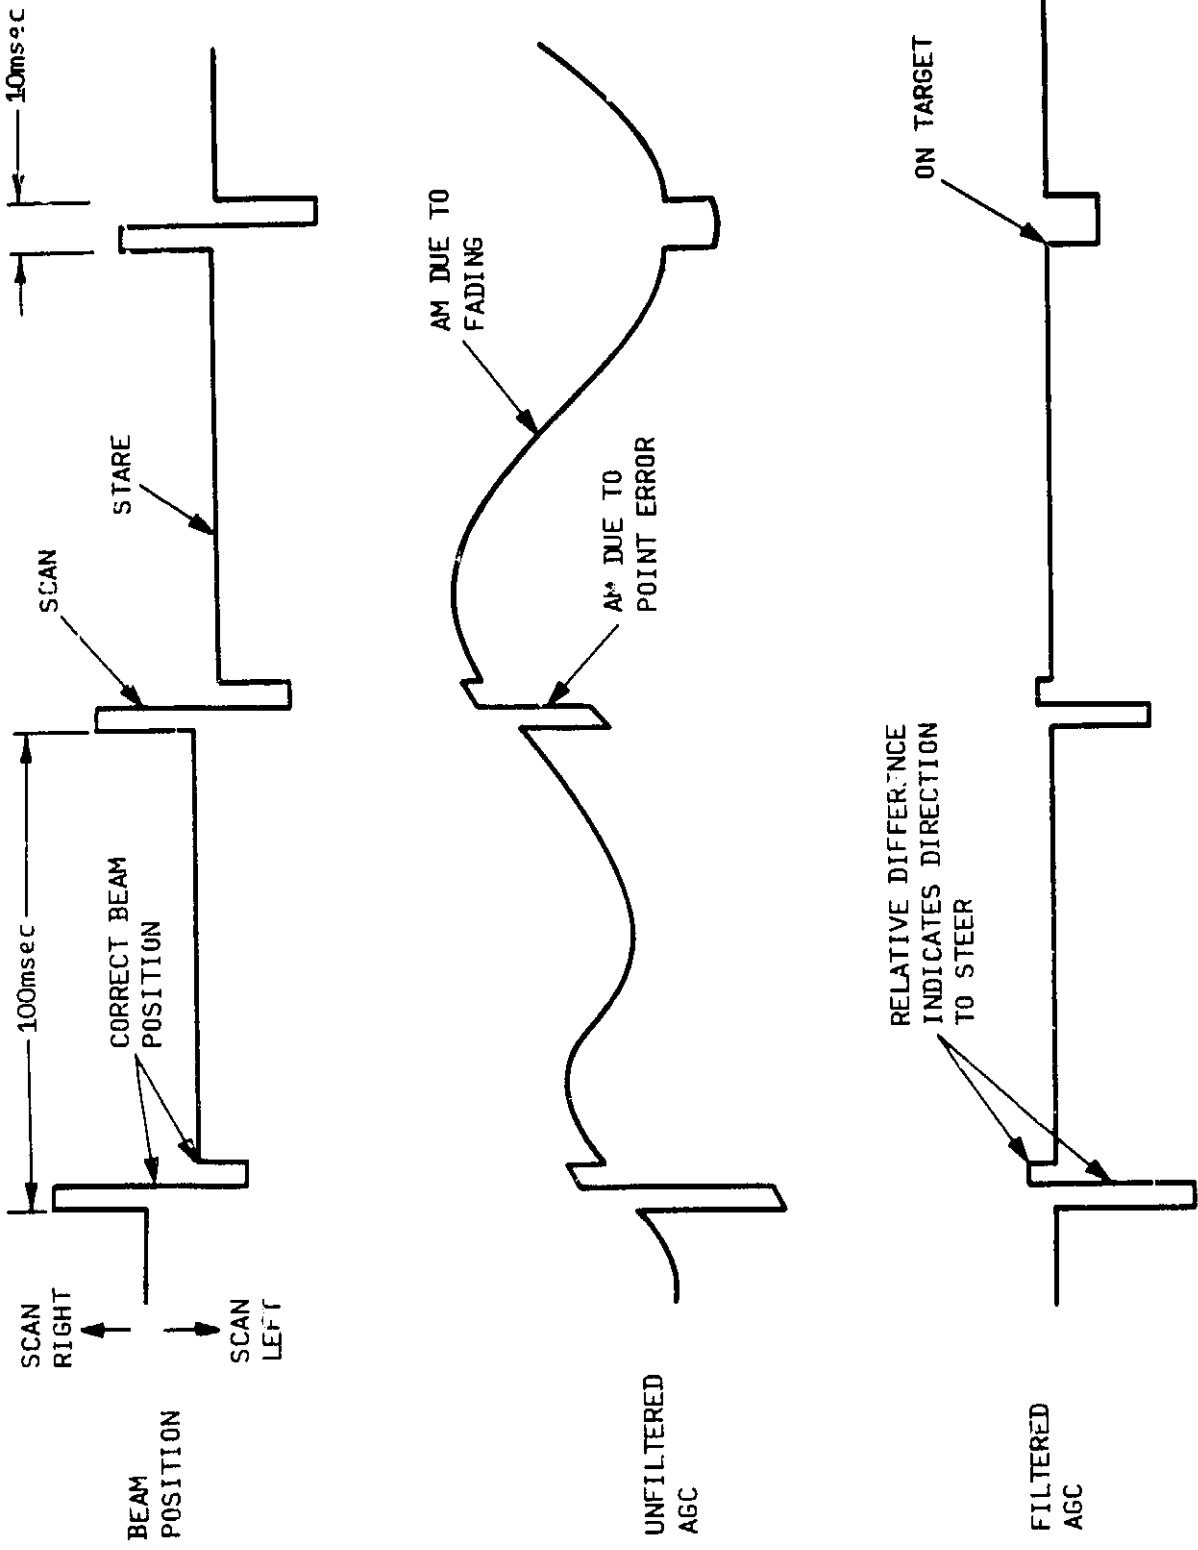 SCAN
RIGHT
SCAN
LEFT
BEAM
POSITION
100msec
10msec
CORRECT BEAM
POSITION
SCAN
STARE
UNFILTERED
AGC
AM DUE TO
POINT ERROR
AM DUE TO
FADING
FILTERED
AGC
RELATIVE DIFFERENCE
INDICATES DIRECTION
TO STEER
ON TARGET